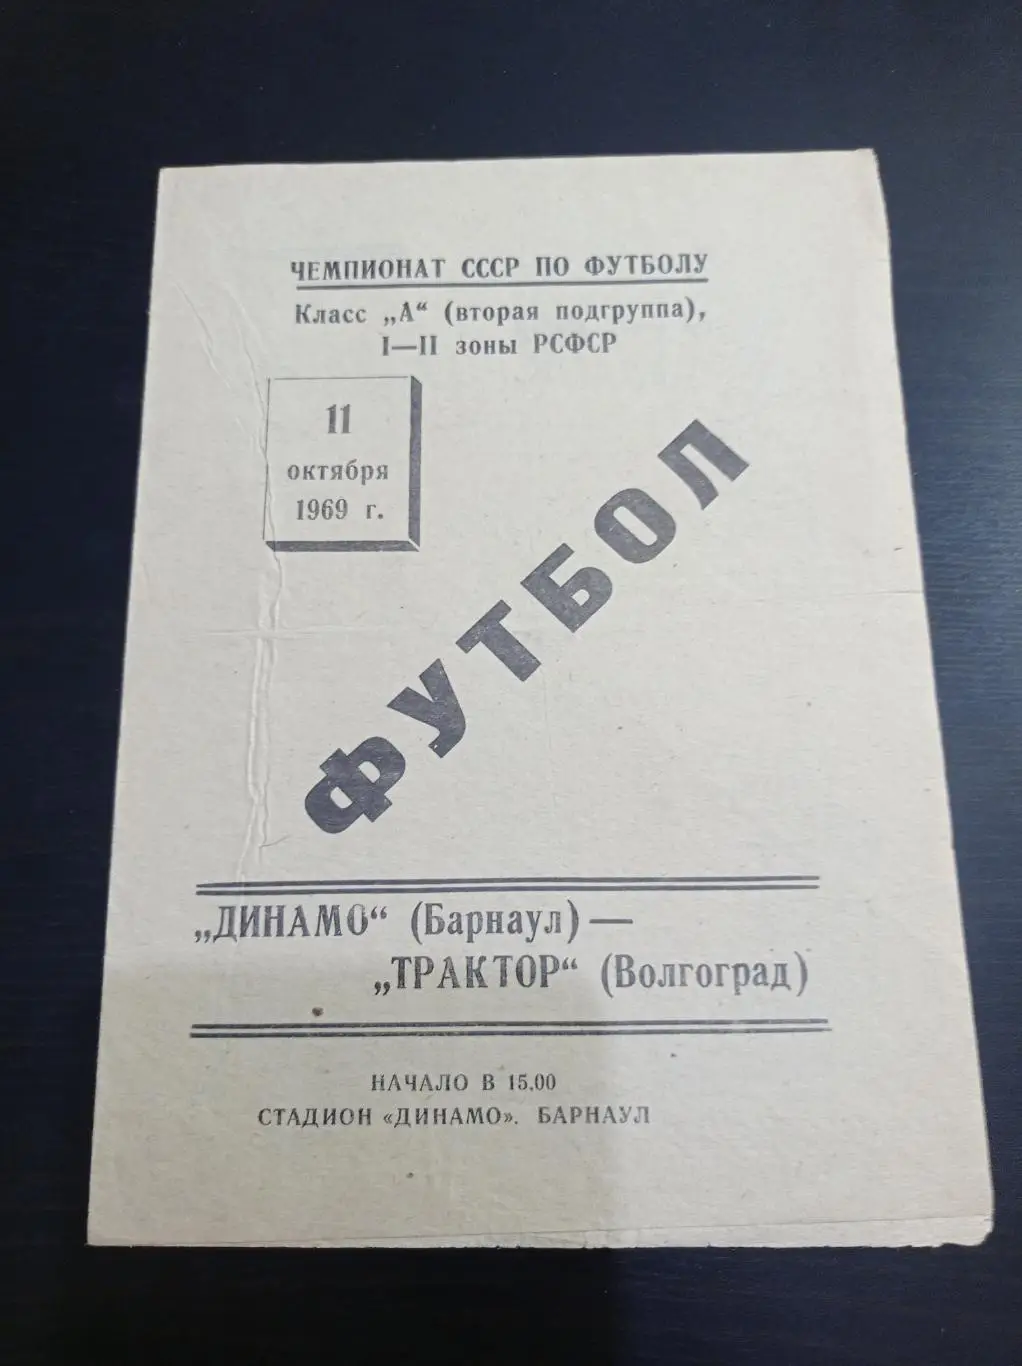 ЧЕМПИОНАТ СССР ПО ФУТБОЛУ
Класс „А“ (вторая подгруппа),
I—II зоны РСФСР
11
октября
1969 г.
ФУТБОЛ
„ДИНАМО“ (Барнаул) —
„ТРАКТОР“ (Волгоград)
НАЧАЛО В 15.00
СТАДИОН «ДИНАМО». БАРНАУЛ